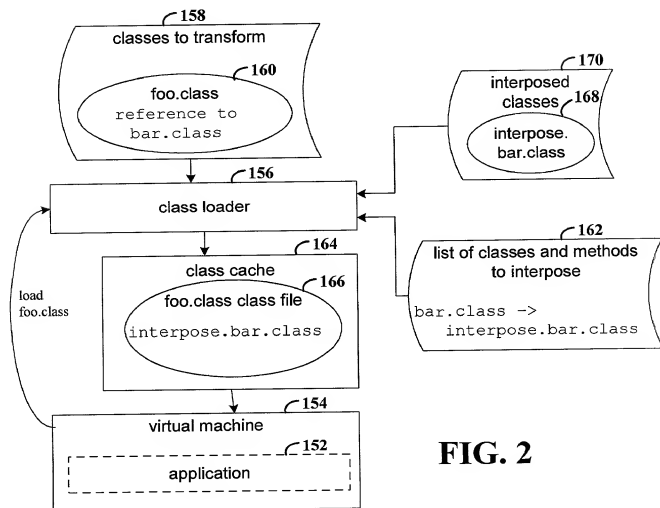 158
classes to transform
160
foo.class
reference to
bar.class
170
interposed
classes
168
interpose.
bar.class
156
class loader
162
list of classes and methods
to interpose
bar.class ->
interpose.bar.class
164
class cache
166
foo.class class file
interpose.bar.class
load
foo.class
154
virtual machine
152
application
FIG. 2